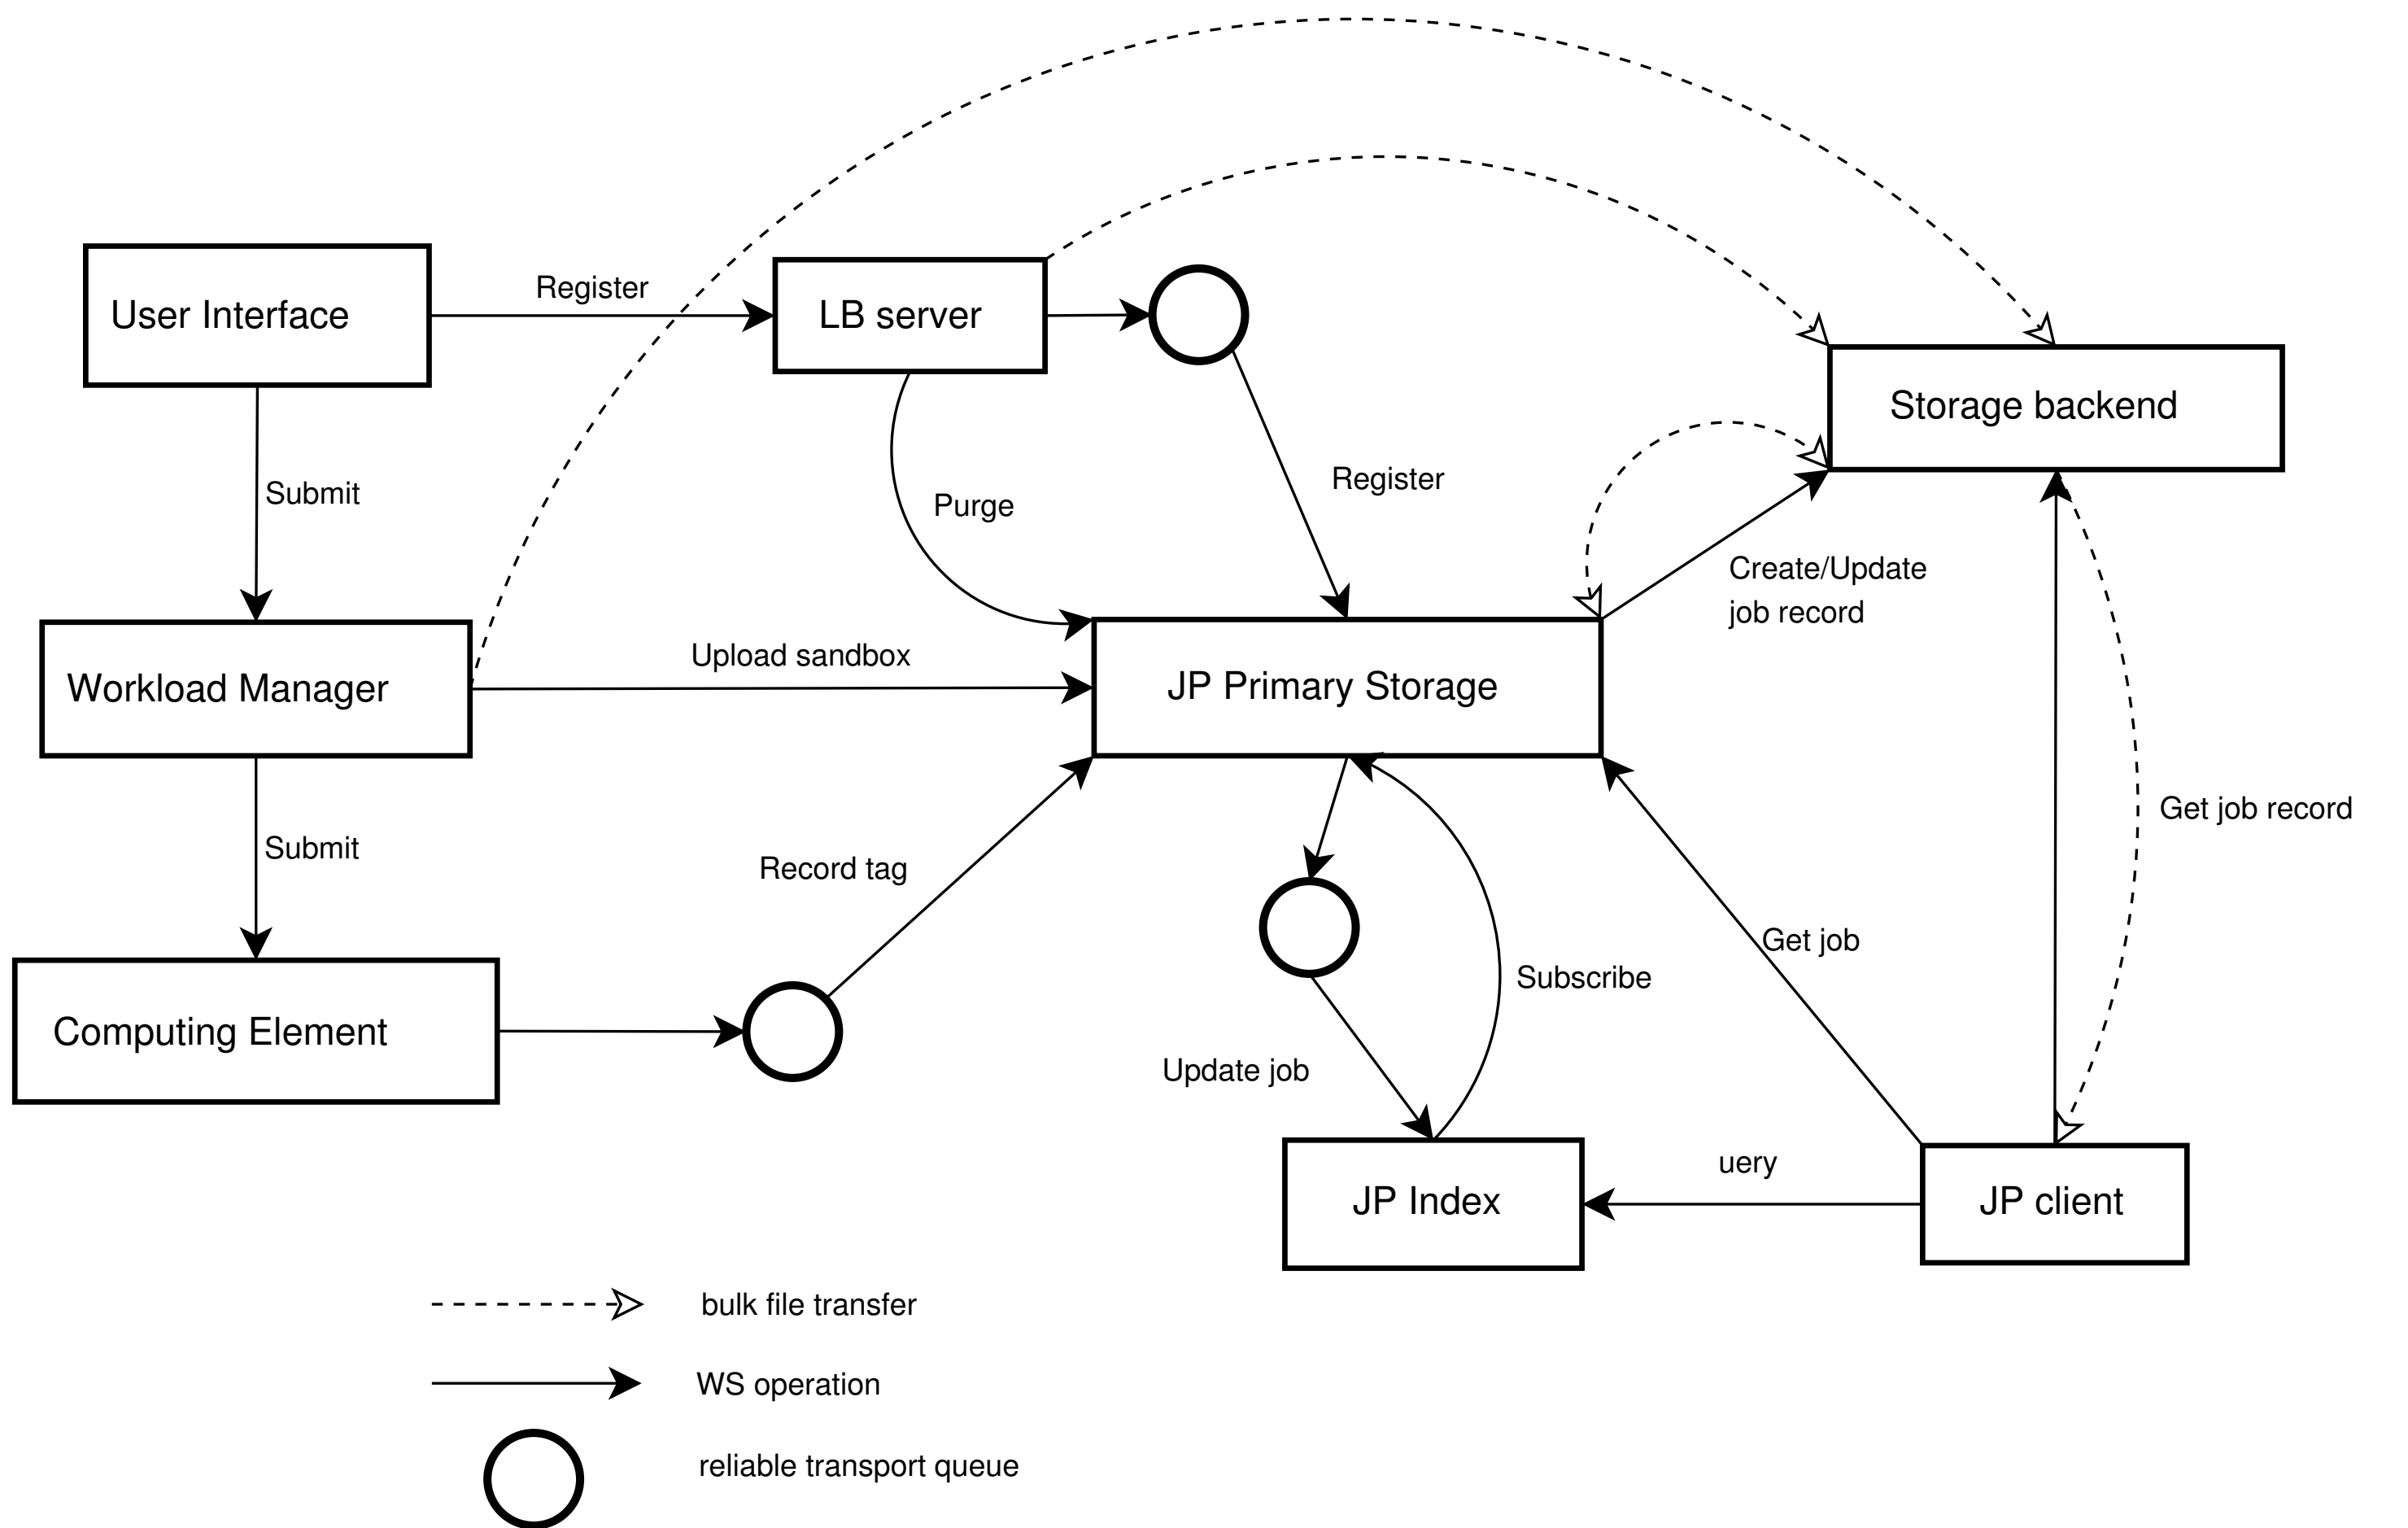 User Interface
Register
LB server
Storage backend
Submit
Purge
Register
Create/Update
job record
Workload Manager
Upload sandbox
JP Primary Storage
Submit
Record tag
Get job record
Get job
Subscribe
Computing Element
Update job
uery
JP Index
JP client
bulk file transfer
WS operation
reliable transport queue